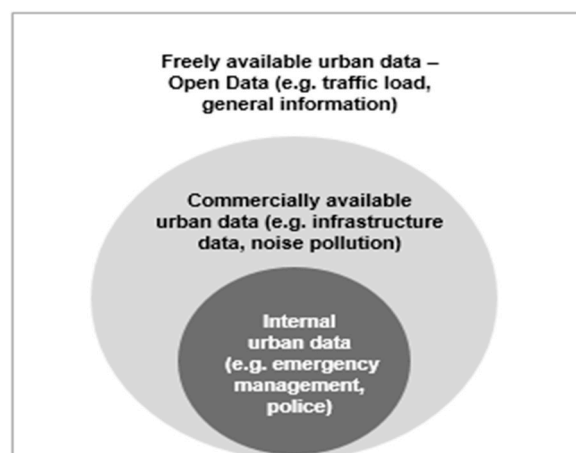 Freely available urban data –
Open Data (e.g. traffic load,
general information)
Commercially available
urban data (e.g. infrastructure
data, noise pollution)
Internal
urban data
(e.g. emergency
management,
police)